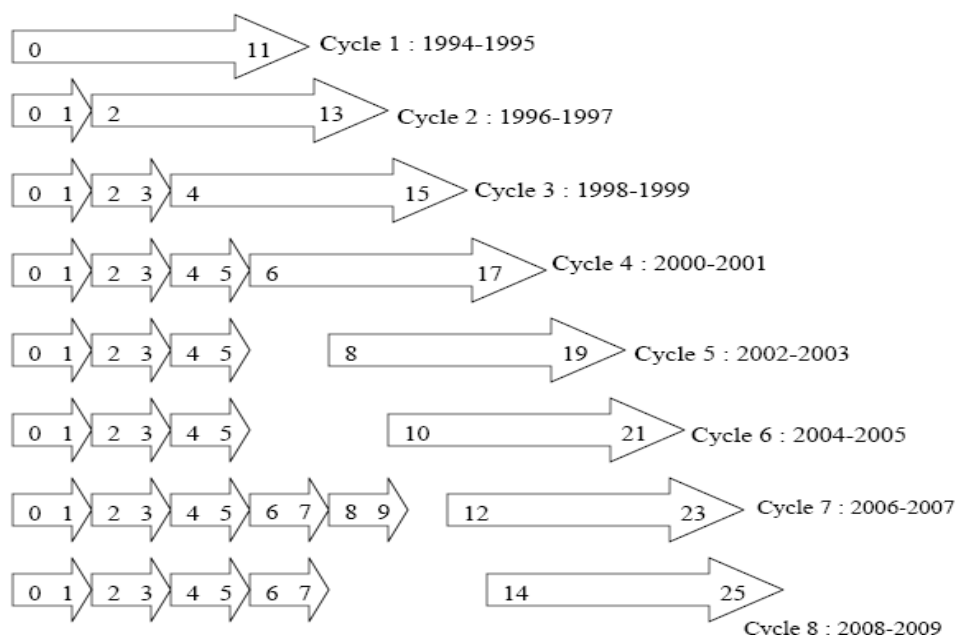 0 11 Cycle 1 : 1994-1995
0 1 2 13 Cycle 2 : 1996-1997
0 1 2 3 4 15 Cycle 3 : 1998-1999
0 1 2 3 4 5 6 17 Cycle 4 : 2000-2001
0 1 2 3 4 5 8 19 Cycle 5 : 2002-2003
0 1 2 3 4 5 10 21 Cycle 6 : 2004-2005
0 1 2 3 4 5 6 7 8 9 12 23 Cycle 7 : 2006-2007
0 1 2 3 4 5 6 7 14 25
Cycle 8 : 2008-2009